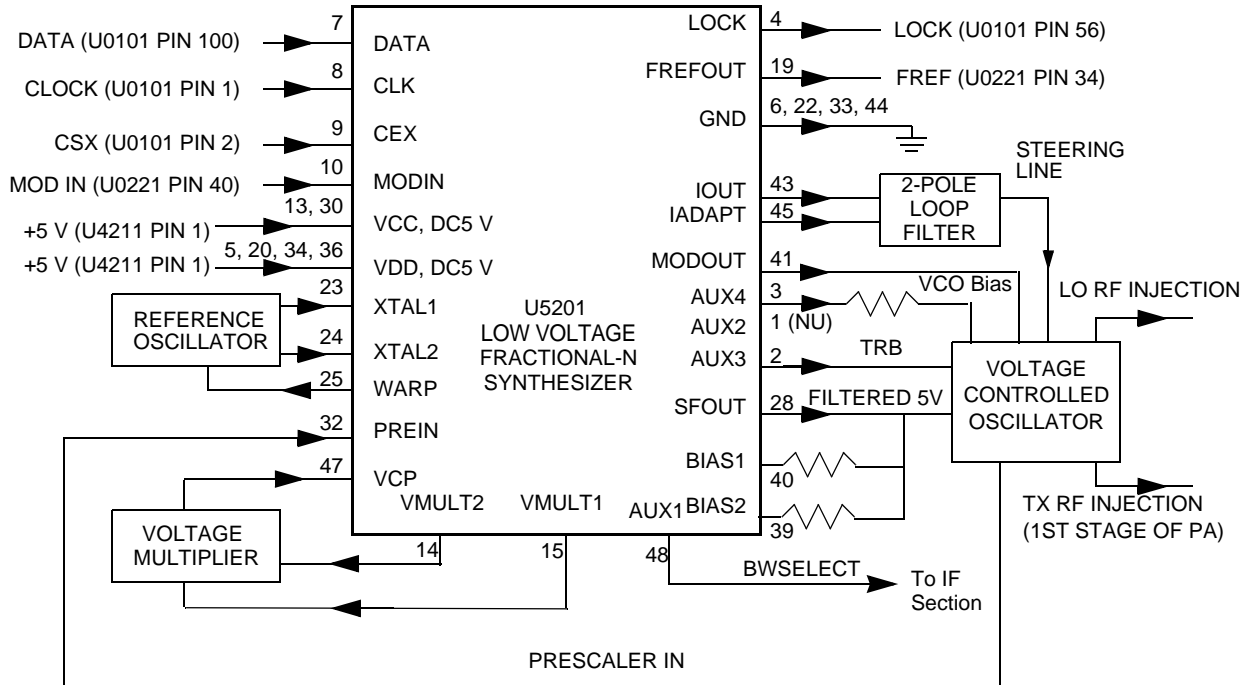 7
DATA (U0101 PIN 100)
DATA
8
CLOCK (U0101 PIN 1)
CLK
9
CSX (U0101 PIN 2)
CEX
10
MOD IN (U0221 PIN 40)
MODIN
13, 30
+5 V (U4211 PIN 1)
VCC, DC5 V
5, 20, 34, 36
+5 V (U4211 PIN 1)
VDD, DC5 V
23
XTAL1
REFERENCE
OSCILLATOR
24
XTAL2
25
WARP
32
PREIN
47
VCP
VOLTAGE
MULTIPLIER
VMULT2
14
VMULT1
15
AUX1
48
BWSELECT
To IF
Section
U5201
LOW VOLTAGE
FRACTIONAL-N
SYNTHESIZER
LOCK
4
LOCK (U0101 PIN 56)
FREFOUT
19
FREF (U0221 PIN 34)
GND
6, 22, 33, 44
IOUT
43
IADAPT
45
2-POLE
LOOP
FILTER
STEERING
LINE
MODOUT
41
AUX4
3
VCO Bias
AUX2
1 (NU)
AUX3
2
TRB
SFOUT
28
FILTERED 5V
BIAS1
40
BIAS2
39
VOLTAGE
CONTROLLED
OSCILLATOR
LO RF INJECTION
TX RF INJECTION
(1ST STAGE OF PA)
PRESCALER IN